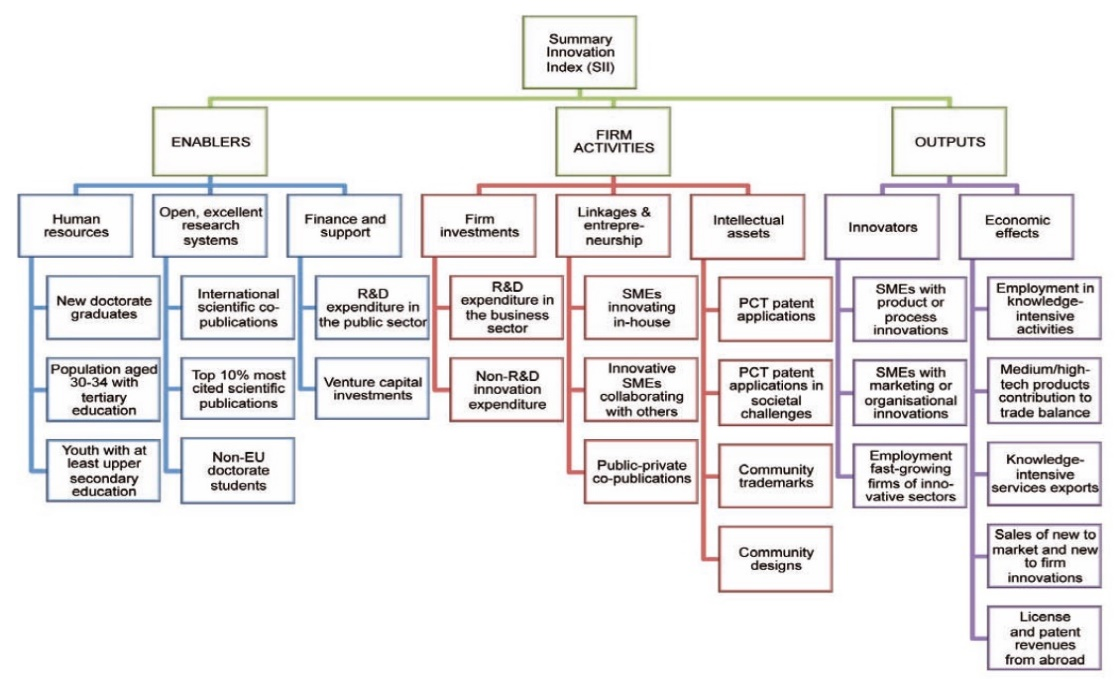 Summary
Innovation
Index (SII)
ENABLERS
FIRM
ACTIVITIES
OUTPUTS
Human
resources
Open, excellent
research
systems
Finance and
support
Firm
investments
Linkages &
entrepre-
neurship
Intellectual
assets
Innovators
Economic
effects
New doctorate
graduates
Population aged
30-34 with
tertiary
education
Youth with at
least upper
secondary
education
International
scientific co-
publications
Top 10% most
cited scientific
publications
Non-EU
doctorate
students
R&D
expenditure in
the public sector
Venture capital
investments
R&D
expenditure in
the business
sector
Non-R&D
innovation
expenditure
SMEs
innovating
in-house
Innovative
SMEs
collaborating
with others
Public-private
co-publications
PCT patent
applications
PCT patent
applications in
societal
challenges
Community
trademarks
Community
designs
SMEs with
product or
process
innovations
SMEs with
marketing or
organisational
innovations
Employment
fast-growing
firms of inno-
vative sectors
Employment in
knowledge-
intensive
activities
Medium/high-
tech products
contribution to
trade balance
Knowledge-
intensive
services exports
Sales of new to
market and new
to firm
innovations
License
and patent
revenues
from abroad